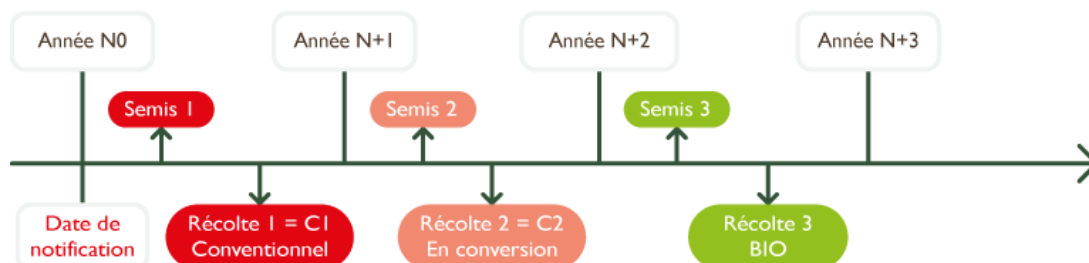 Année N0
Année N+1
Année N+2
Année N+3
Semis 1
Semis 2
Semis 3
Date de
notification
Récolte 1 = C1
Conventionnel
Récolte 2 = C2
En conversion
Récolte 3
BIO